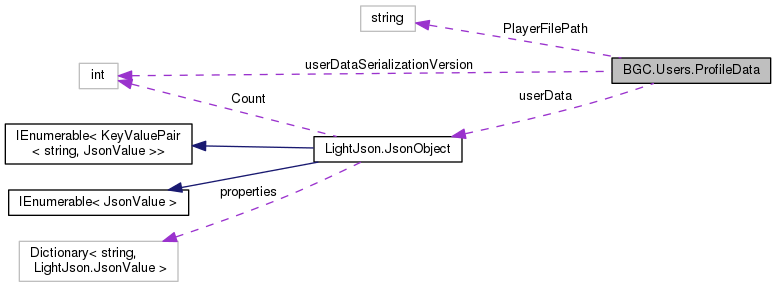 string
PlayerFilePath
userDataSerializationVersion
BGC.Users.ProfileData
int
Count
userData
IEnumerable< KeyValuePair
< string, JsonValue >>
LightJson.JsonObject
IEnumerable< JsonValue >
properties
Dictionary< string,
LightJson.JsonValue >